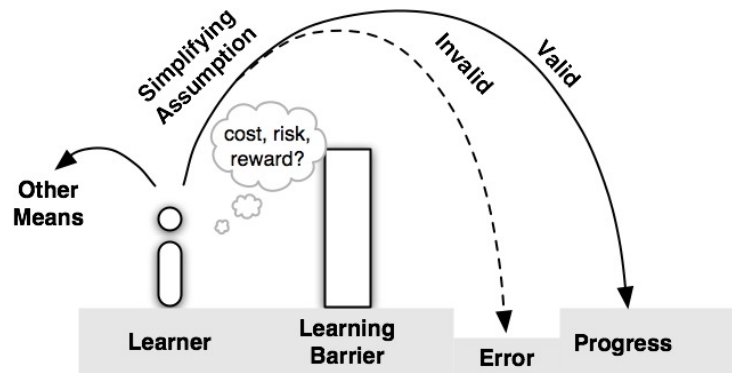 Simplifying
Assumption
Invalid
Valid
cost, risk,
reward?
Other
Means
Learner
Learning
Barrier
Error
Progress